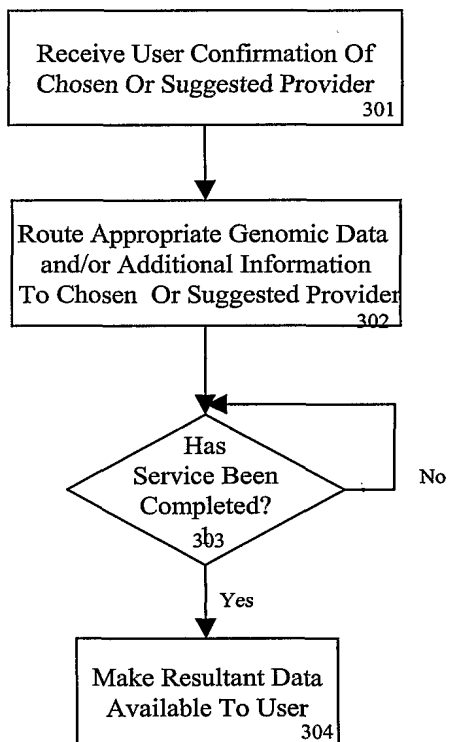 Receive User Confirmation Of
Chosen Or Suggested Provider
301
Route Appropriate Genomic Data
and/or Additional Information
To Chosen Or Suggested Provider
302
Has
Service Been
Completed?
303
No
Yes
Make Resultant Data
Available To User
304